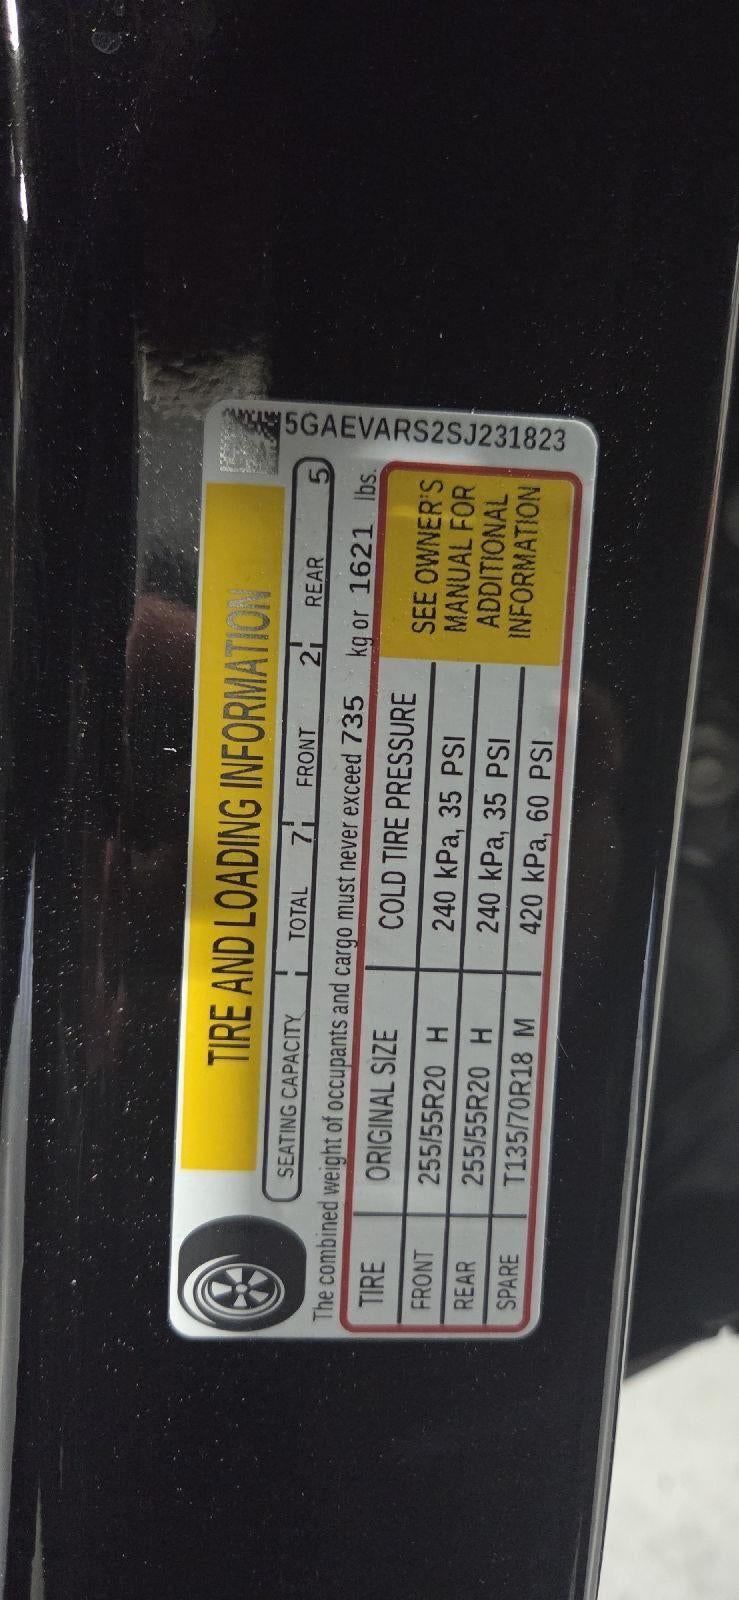 TIRE AND LOADING INFORMATION
SEATING CAPACITY TOTAL 7 FRONT 2 REAR 5
The combined weight of occupants and cargo must never exceed 735 kg or 1621 lbs.
TIRE ORIGINAL SIZE COLD TIRE PRESSURE
FRONT 255/55R20 H 240 kPa, 35 PSI
REAR 255/55R20 H 240 kPa, 35 PSI
SPARE T135/70R18 M 420 kPa, 60 PSI
SEE OWNER'S
MANUAL FOR
ADDITIONAL
INFORMATION
5GAEVARS2SJ231823